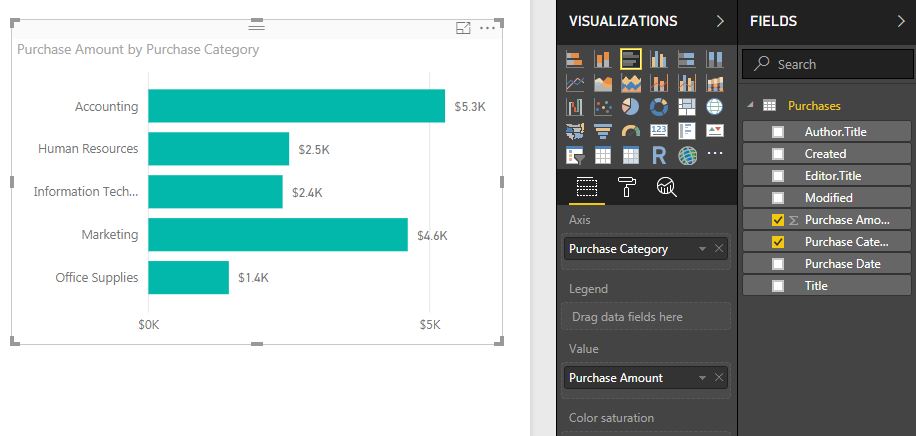 Purchase Amount by Purchase Category
Accounting
$5.3K
Human Resources
$2.5K
Information Tech...
$2.4K
Marketing
$4.6K
Office Supplies
$1.4K
$0K
$5K
VISUALIZATIONS
123
R
Axis
Purchase Category
Legend
Drag data fields here
Value
Purchase Amount
Color saturation
FIELDS
Search
Purchases
Author.Title
Created
Editor.Title
Modified
Σ Purchase Amo...
Purchase Cate...
Purchase Date
Title